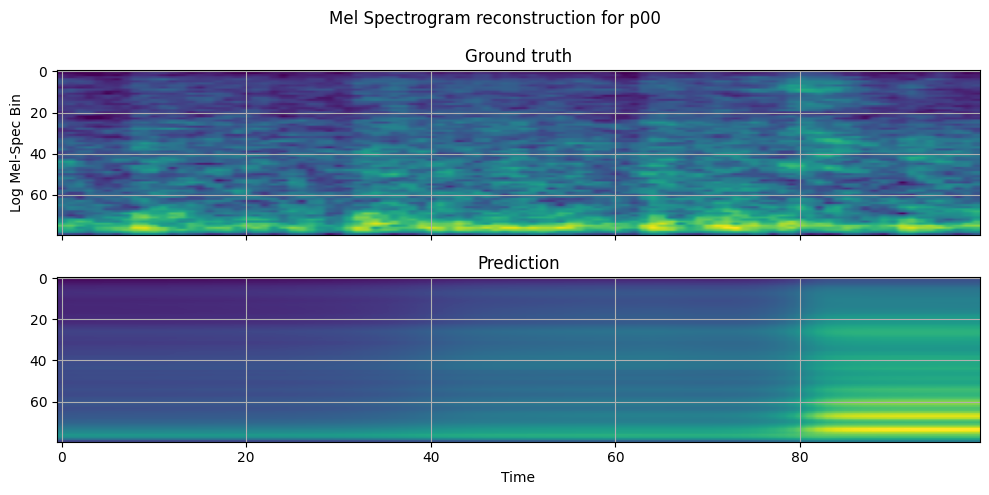 Mel Spectrogram reconstruction for p00
Ground truth
Log Mel-Spec Bin
0
20
40
60
Prediction
0
20
40
60
0 20 40 60 80
Time